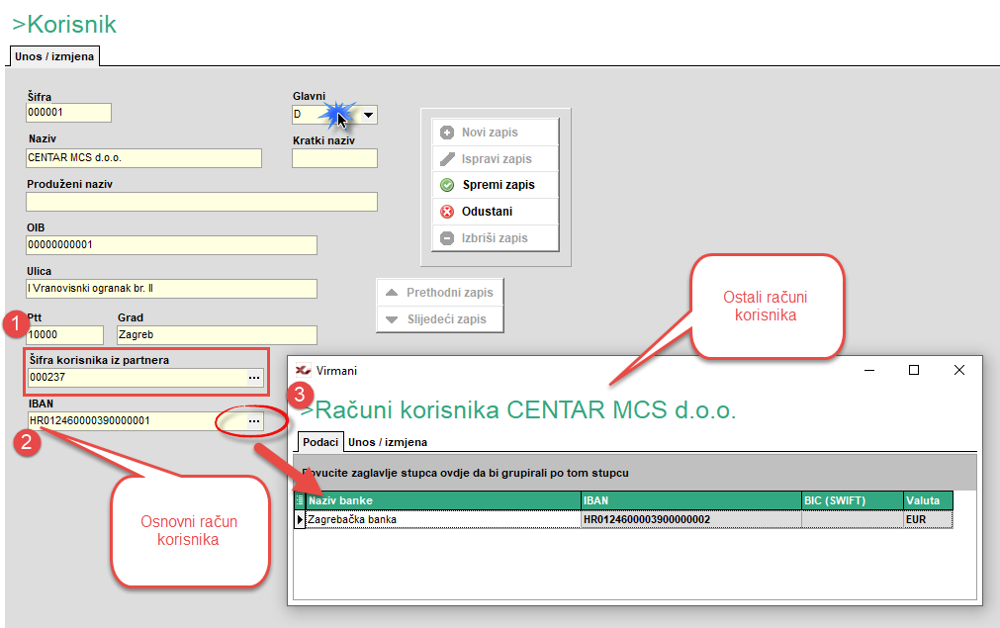 >Korisnik
Unos / izmjena
Šifra
000001
Glavni
D
Naziv
CENTAR MCS d.o.o.
Kratki naziv
Produženi naziv
OIB
00000000001
Ulica
I Vranovisnki ogranak br. II
Ptt
10000
Grad
Zagreb
1
Šifra korisnika iz partnera
000237
...
IBAN
HR012460000390000001
...
2
Novi zapis
Ispravi zapis
Spremi zapis
Odustani
Izbriši zapis
Prethodni zapis
Slijedeći zapis
Ostali računi
korisnika
Osnovni račun
korisnika
Virmani
3
>Računi korisnika CENTAR MCS d.o.o.
Podaci
Unos / izmjena
Povucite zaglavlje stupca ovdje da bi grupirali po tom stupcu
Naziv banke IBAN BIC (SWIFT) Valuta
Zagrebačka banka HR0124600003900000002 EUR